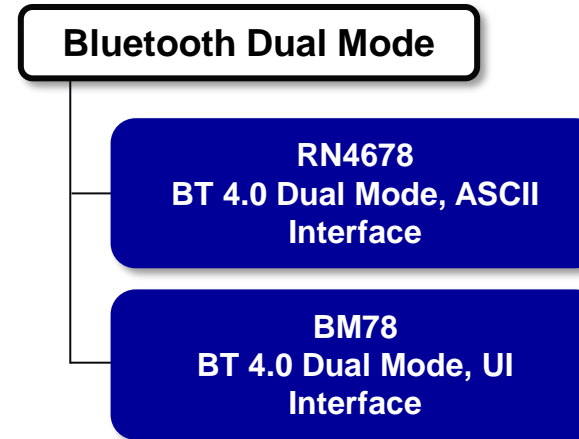 Bluetooth Dual Mode
RN4678
BT 4.0 Dual Mode, ASCII
Interface
BM78
BT 4.0 Dual Mode, UI
Interface